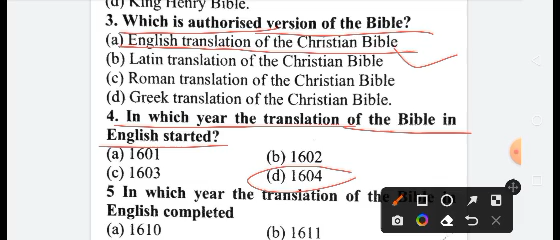 (d) King Henry Bible.
3. Which is authorised version of the Bible?
(a) English translation of the Christian Bible
(b) Latin translation of the Christian Bible
(c) Roman translation of the Christian Bible
(d) Greek translation of the Christian Bible.
4. In which year the translation of the Bible in
English started?
(a) 1601 (b) 1602
(c) 1603 (d) 1604
5 In which year the translation of the Bible in
English completed
(a) 1610 (b) 1611